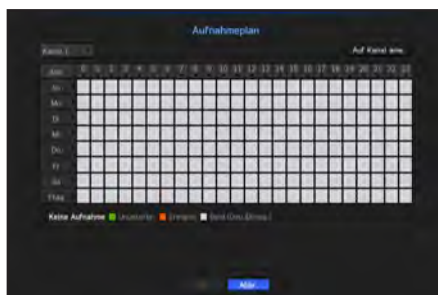 Aufnahmeplan
Kanal 1
Auf Kanal anw.
Alle 0 1 2 3 4 5 6 7 8 9 10 11 12 13 14 15 16 17 18 19 20 21 22 23
So
Mo
Di
Mi
Do
Fr
Sa
Keine Aufnahme Ereignis
Abbr.